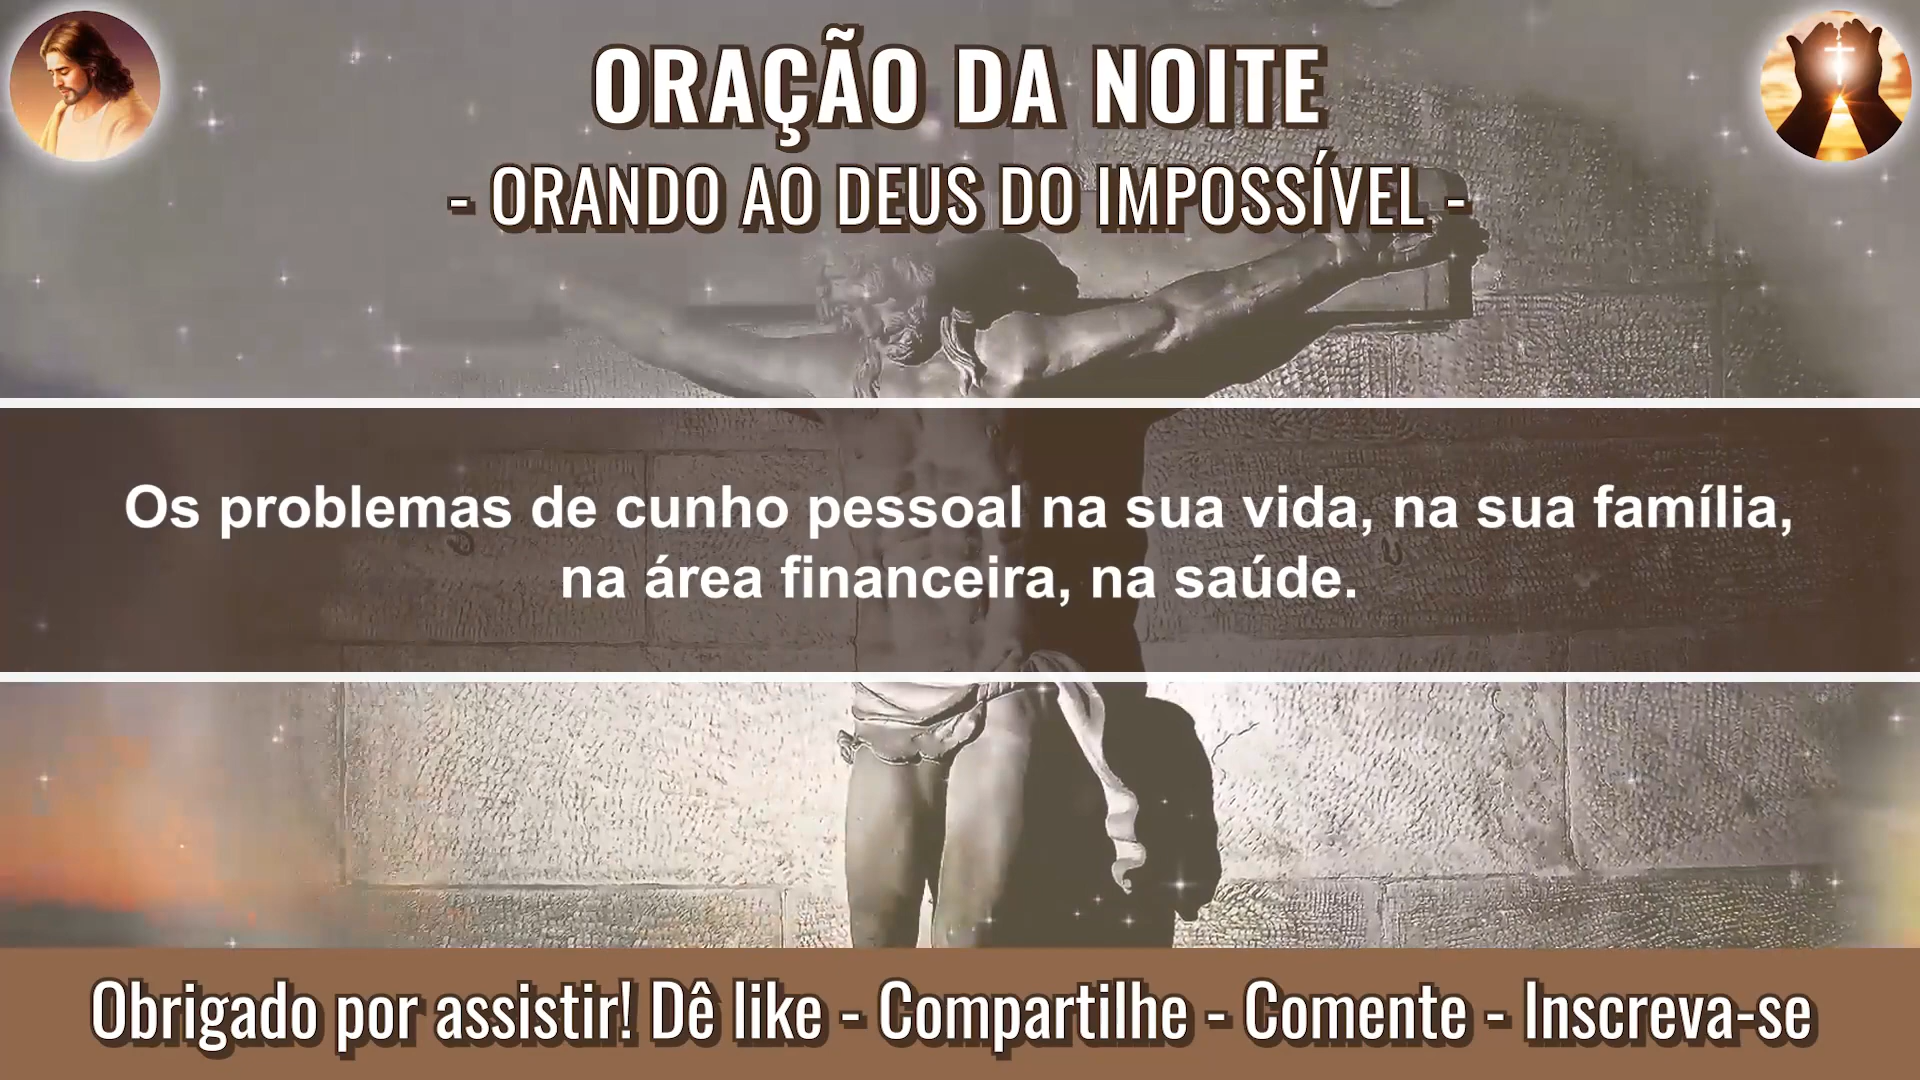 ORAÇÃO DA NOITE
- ORANDO AO DEUS DO IMPOSSÍVEL -
Os problemas de cunho pessoal na sua vida, na sua família,
na área financeira, na saúde.
Obrigado por assistir! Dê like - Compartilhe - Comente - Inscreva-se